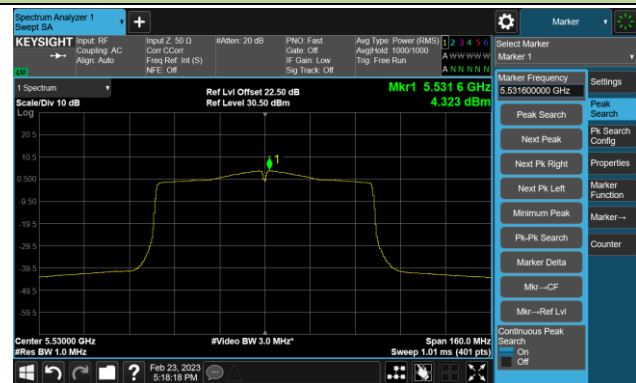 Spectrum Analyzer 1
Swept SA
Marker
KEYSIGHT
Input: RF
Coupling: AC
Align: Auto
Input Z: 50 Ω
Corr CCorr
Freq Ref: Int (S)
NFE: Off
#Atten: 20 dB
PNO: Fast
Gate: Off
IF Gain: Low
Sig Track: Off
Avg Type: Power (RMS)
Avg|Hold: 1000/1000
Trig: Free Run
1 2 3 4 5 6
A W W W W W
A N N N N N
Select Marker
Marker 1
1 Spectrum
Scale/Div 10 dB
Log
Ref Lvl Offset 22.50 dB
Ref Level 30.50 dBm
Mkr1 5.531 6 GHz
4.323 dBm
20.5
10.5
0.500
-9.50
-19.5
-29.5
-39.5
-49.5
-59.5
1
Center 5.53000 GHz
#Res BW 1.0 MHz
#Video BW 3.0 MHz*
Span 160.0 MHz
Sweep 1.01 ms (401 pts)
Marker Frequency
5.531600000 GHz
Peak Search
Next Peak
Next Pk Right
Next Pk Left
Minimum Peak
Pk-Pk Search
Marker Delta
Mkr→CF
Mkr→Ref Lvl
Continuous Peak
Search
On
Off
Settings
Peak
Search
Pk Search
Config
Properties
Marker
Function
Marker→
Counter
Feb 23, 2023
5:18:18 PM